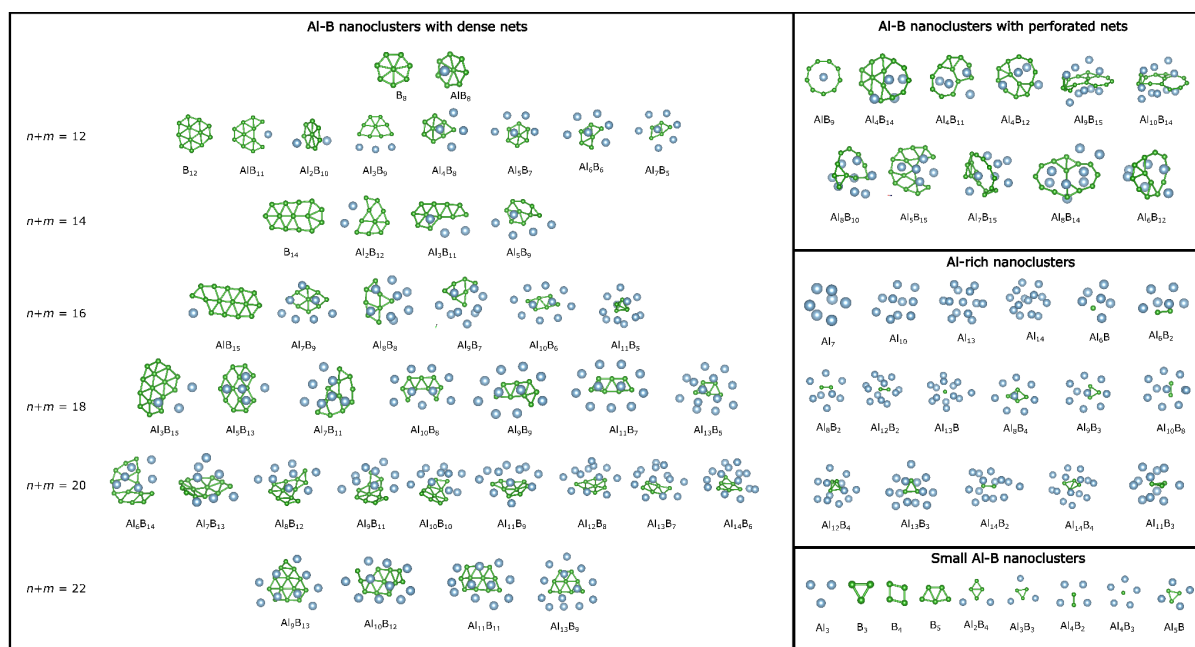 Al-B nanoclusters with dense nets
B₈
AlB₈
n+m = 12
B₁₂
AlB₁₁
Al₂B₁₀
Al₃B₉
Al₄B₈
Al₅B₇
Al₆B₆
Al₇B₅
n+m = 14
B₁₄
Al₂B₁₂
Al₃B₁₁
Al₅B₉
n+m = 16
AlB₁₅
Al₇B₉
Al₈B₈
Al₉B₇
Al₁₀B₆
Al₁₁B₅
n+m = 18
Al₃B₁₅
Al₅B₁₃
Al₇B₁₁
Al₁₀B₈
Al₉B₉
Al₁₁B₇
Al₁₃B₅
n+m = 20
Al₆B₁₄
Al₇B₁₃
Al₈B₁₂
Al₉B₁₁
Al₁₀B₁₀
Al₁₁B₉
Al₁₂B₈
Al₁₃B₇
Al₁₄B₆
n+m = 22
Al₉B₁₃
Al₁₀B₁₂
Al₁₁B₁₁
Al₁₃B₉
Al-B nanoclusters with perforated nets
AlB₉
Al₄B₁₄
Al₄B₁₁
Al₄B₁₂
Al₉B₁₅
Al₁₀B₁₄
Al₈B₁₀
Al₅B₁₅
Al₇B₁₅
Al₈B₁₄
Al₆B₁₂
Al-rich nanoclusters
Al₇
Al₁₀
Al₁₃
Al₁₄
Al₆B
Al₆B₂
Al₈B₂
Al₁₂B₂
Al₁₃B
Al₈B₄
Al₉B₃
Al₁₀B₈
Al₁₂B₄
Al₁₃B₃
Al₁₄B₂
Al₁₄B₄
Al₁₁B₃
Small Al-B nanoclusters
Al₃
B₃
B₄
B₅
Al₂B₄
Al₃B₃
Al₄B₂
Al₄B₃
Al₅B